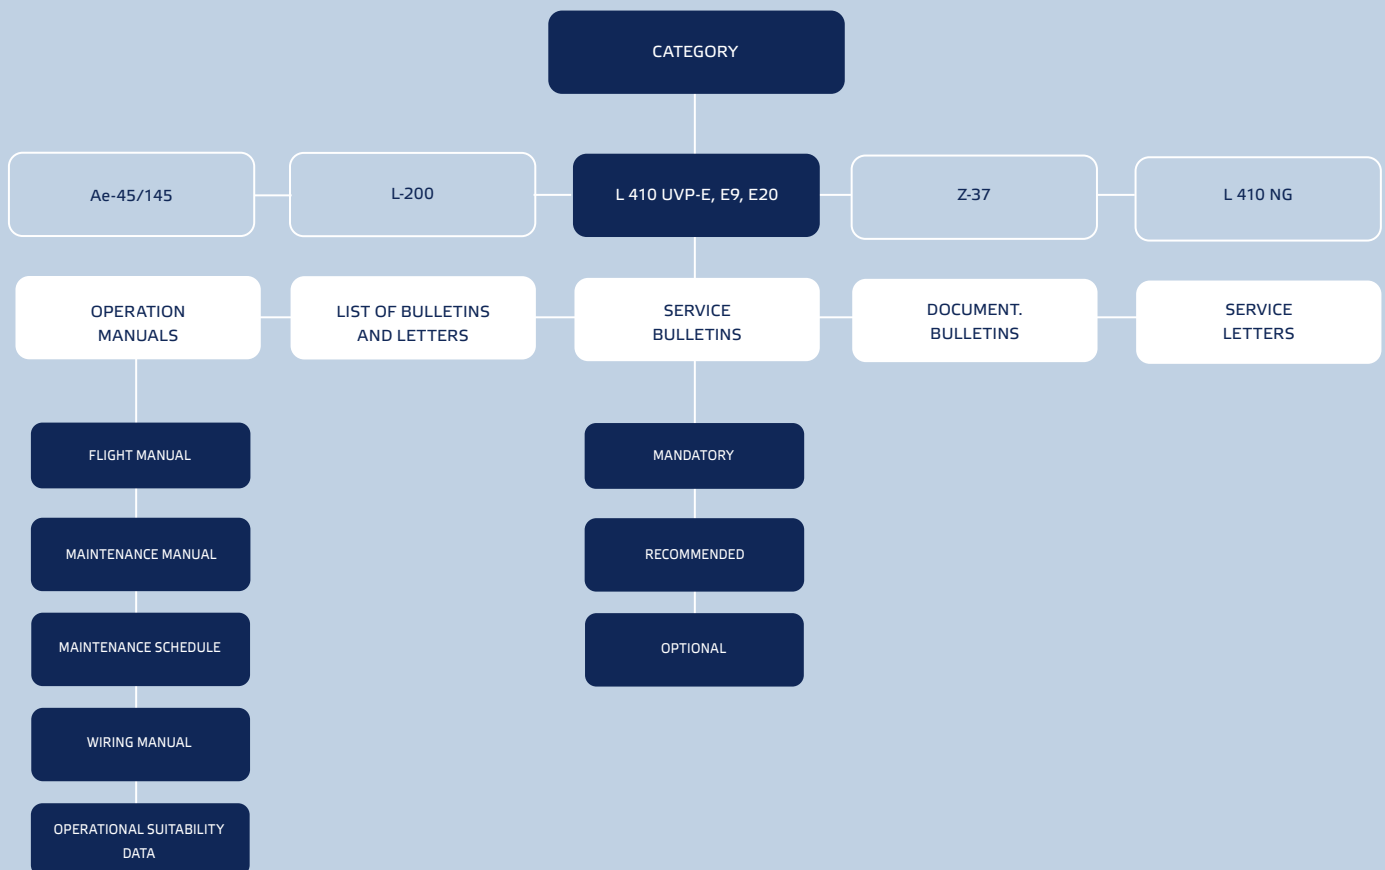 CATEGORY
Ae-45/145
L-200
L 410 UVP-E, E9, E20
Z-37
L 410 NG
OPERATION
MANUALS
LIST OF BULLETINS
AND LETTERS
SERVICE
BULLETINS
DOCUMENT.
BULLETINS
SERVICE
LETTERS
FLIGHT MANUAL
MAINTENANCE MANUAL
MAINTENANCE SCHEDULE
WIRING MANUAL
OPERATIONAL SUITABILITY
DATA
MANDATORY
RECOMMENDED
OPTIONAL